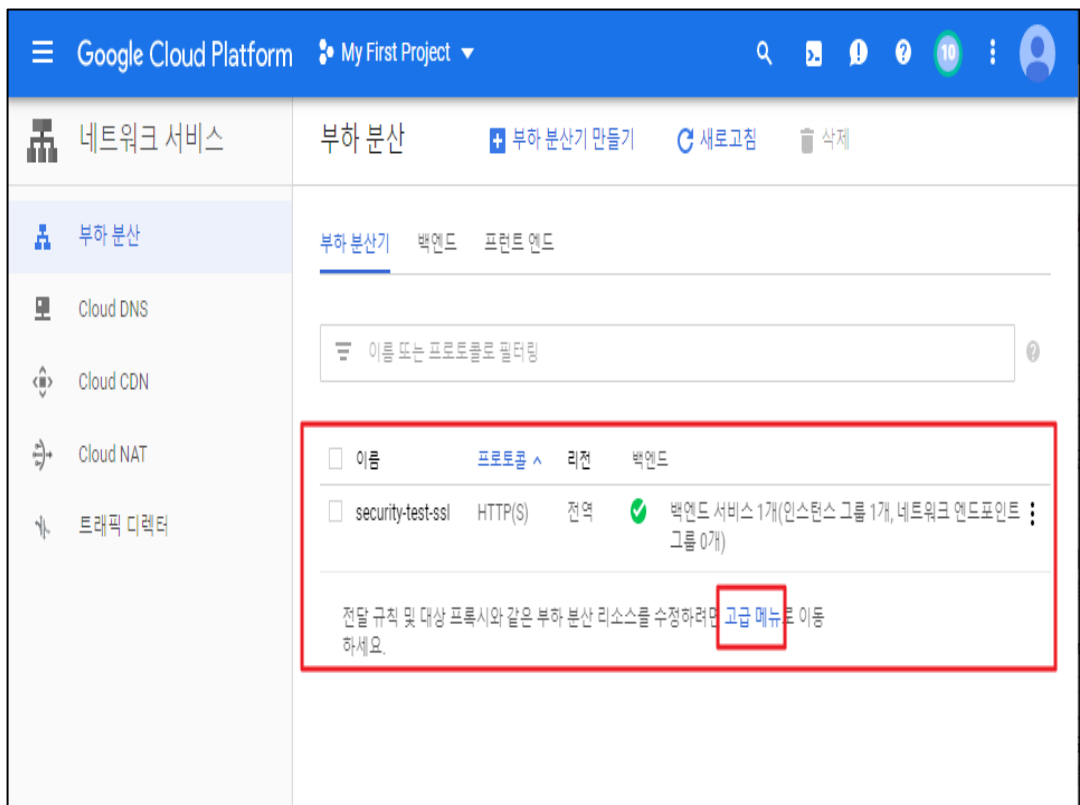 Google Cloud Platform My First Project 10
네트워크 서비스
부하 분산 부하 분산기 만들기 새로고침 삭제
부하 분산
Cloud DNS
Cloud CDN
Cloud NAT
트래픽 디렉터
부하 분산기 백엔드 프런트 엔드
이름 또는 프로토콜로 필터링
이름 프로토콜 리전 백엔드
security-test-ssl HTTP(S) 전역 백엔드 서비스 1개(인스턴스 그룹 1개, 네트워크 엔드포인트
그룹 0개)
전달 규칙 및 대상 프록시와 같은 부하 분산 리소스를 수정하려면 고급 메뉴로 이동
하세요.